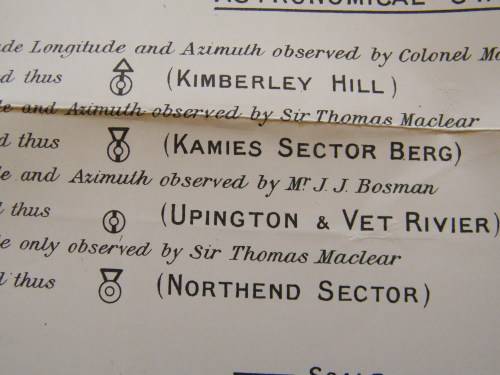 Longitude and Azimuth observed by Colonel
thus (KIMBERLEY HILL)
and Azimuth observed by Sir Thomas Maclear
thus (KAMIES SECTOR BERG)
and Azimuth observed by Mr J. J. Bosman
thus (UPINGTON & VET RIVIER)
only observed by Sir Thomas Maclear
thus (NORTHEND SECTOR)